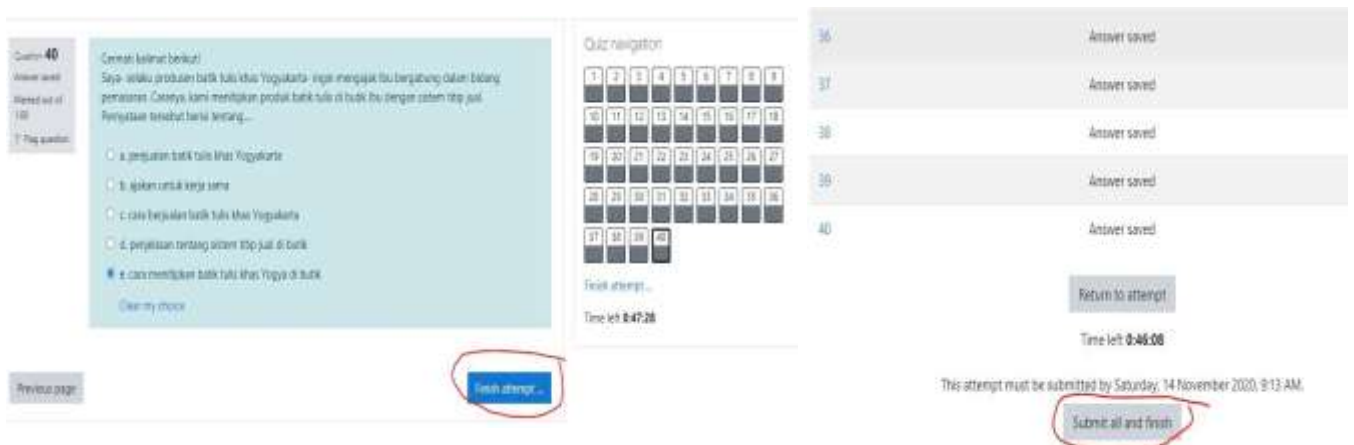 Question 40
Answer saved
Marked out of
1.00
Flag question
Cermati kalimat berikut!
Saya- selaku produsen batik tulis khas Yogyakarta- ingin mengajak Ibu bergabung dalam bidang
pemasaran. Caranya, kami menitipkan produk batik tulis di butik Ibu dengan sistem titip jual.
Pernyataan tersebut berisi tentang...
a. penjualan batik tulis khas Yogyakarta
b. ajakan untuk kerja sama
c. cara berjualan batik tulis khas Yogyakarta
d. penjelasan tentang sistem titip jual di butik
e. cara menitipkan batik tulis khas Yogya di butik
Clear my choice
Previous page
Finish attempt ...
Quiz navigation
1 2 3 4 5 6 7 8 9
10 11 12 13 14 15 16 17 18
19 20 21 22 23 24 25 26 27
28 29 30 31 32 33 34 35 36
37 38 39 40
Finish attempt ...
Time left 0:47:28
36 Answer saved
37 Answer saved
38 Answer saved
39 Answer saved
40 Answer saved
Return to attempt
Time left 0:46:08
This attempt must be submitted by Saturday, 14 November 2020, 9:13 AM.
Submit all and finish